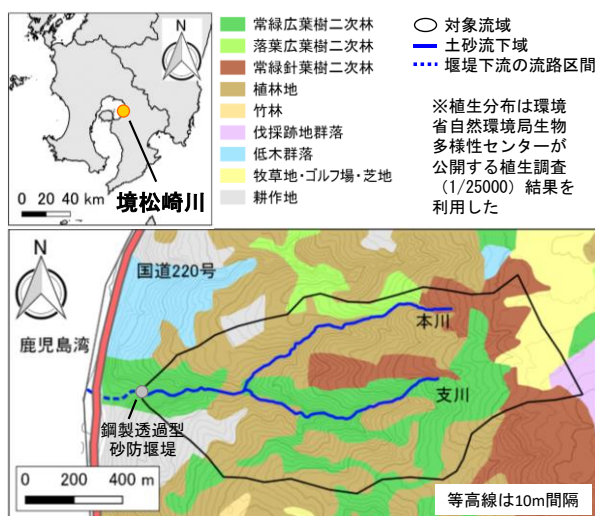 N
0 20 40 km
境松崎川
常緑広葉樹二次林
落葉広葉樹二次林
常緑針葉樹二次林
植林地
竹林
伐採跡地群落
低木群落
牧草地・ゴルフ場・芝地
耕作地
対象流域
土砂流下域
堰堤下流の流路区間
※植生分布は環境
省自然環境局生物
多様性センターが
公開する植生調査
（1/25000）結果を
利用した
N
国道220号
鹿児島湾
本川
支川
鋼製透過型
砂防堰堤
0 200 400 m
等高線は10m間隔